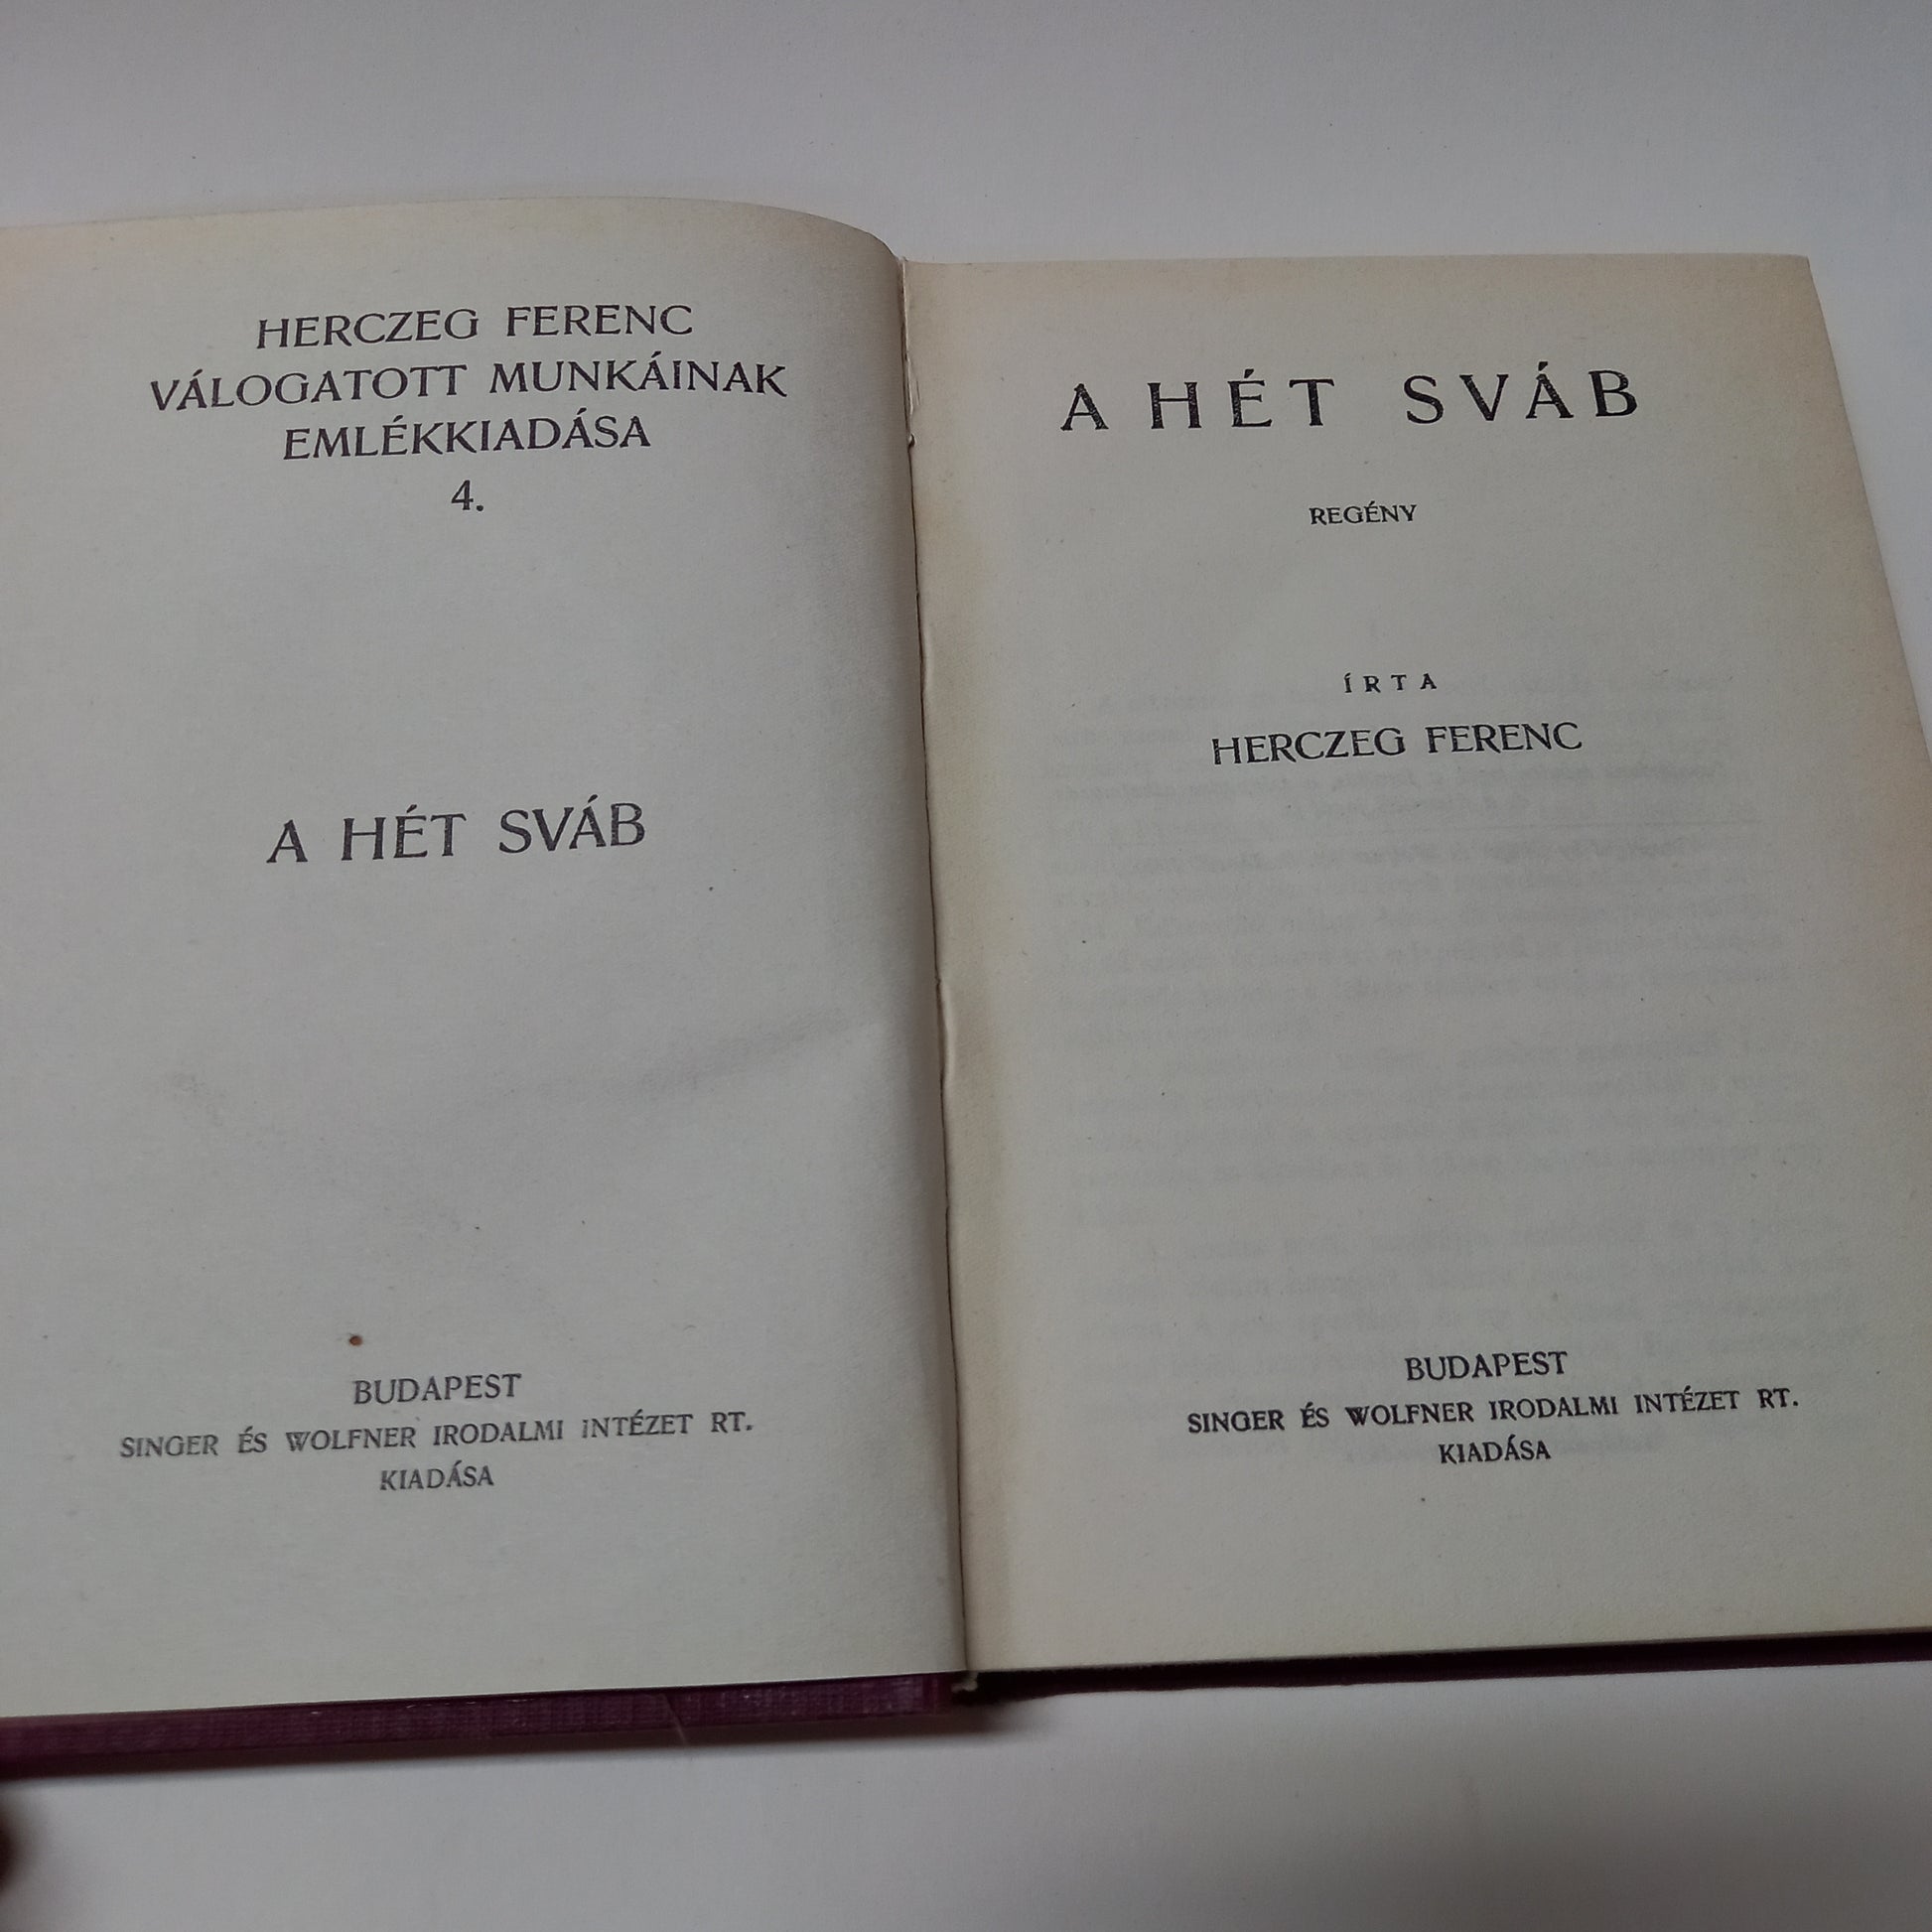 HERCZEG FERENC
VÁLOGATOTT MUNKÁINAK
EMLÉKKIADÁSA
4.
A HÉT SVÁB
BUDAPEST
SINGER ÉS WOLFNER IRODALMI INTÉZET RT.
KIADÁSA
A HÉT SVÁB
REGÉNY
ÍRTA
HERCZEG FERENC
BUDAPEST
SINGER ÉS WOLFNER IRODALMI INTÉZET RT.
KIADÁSA